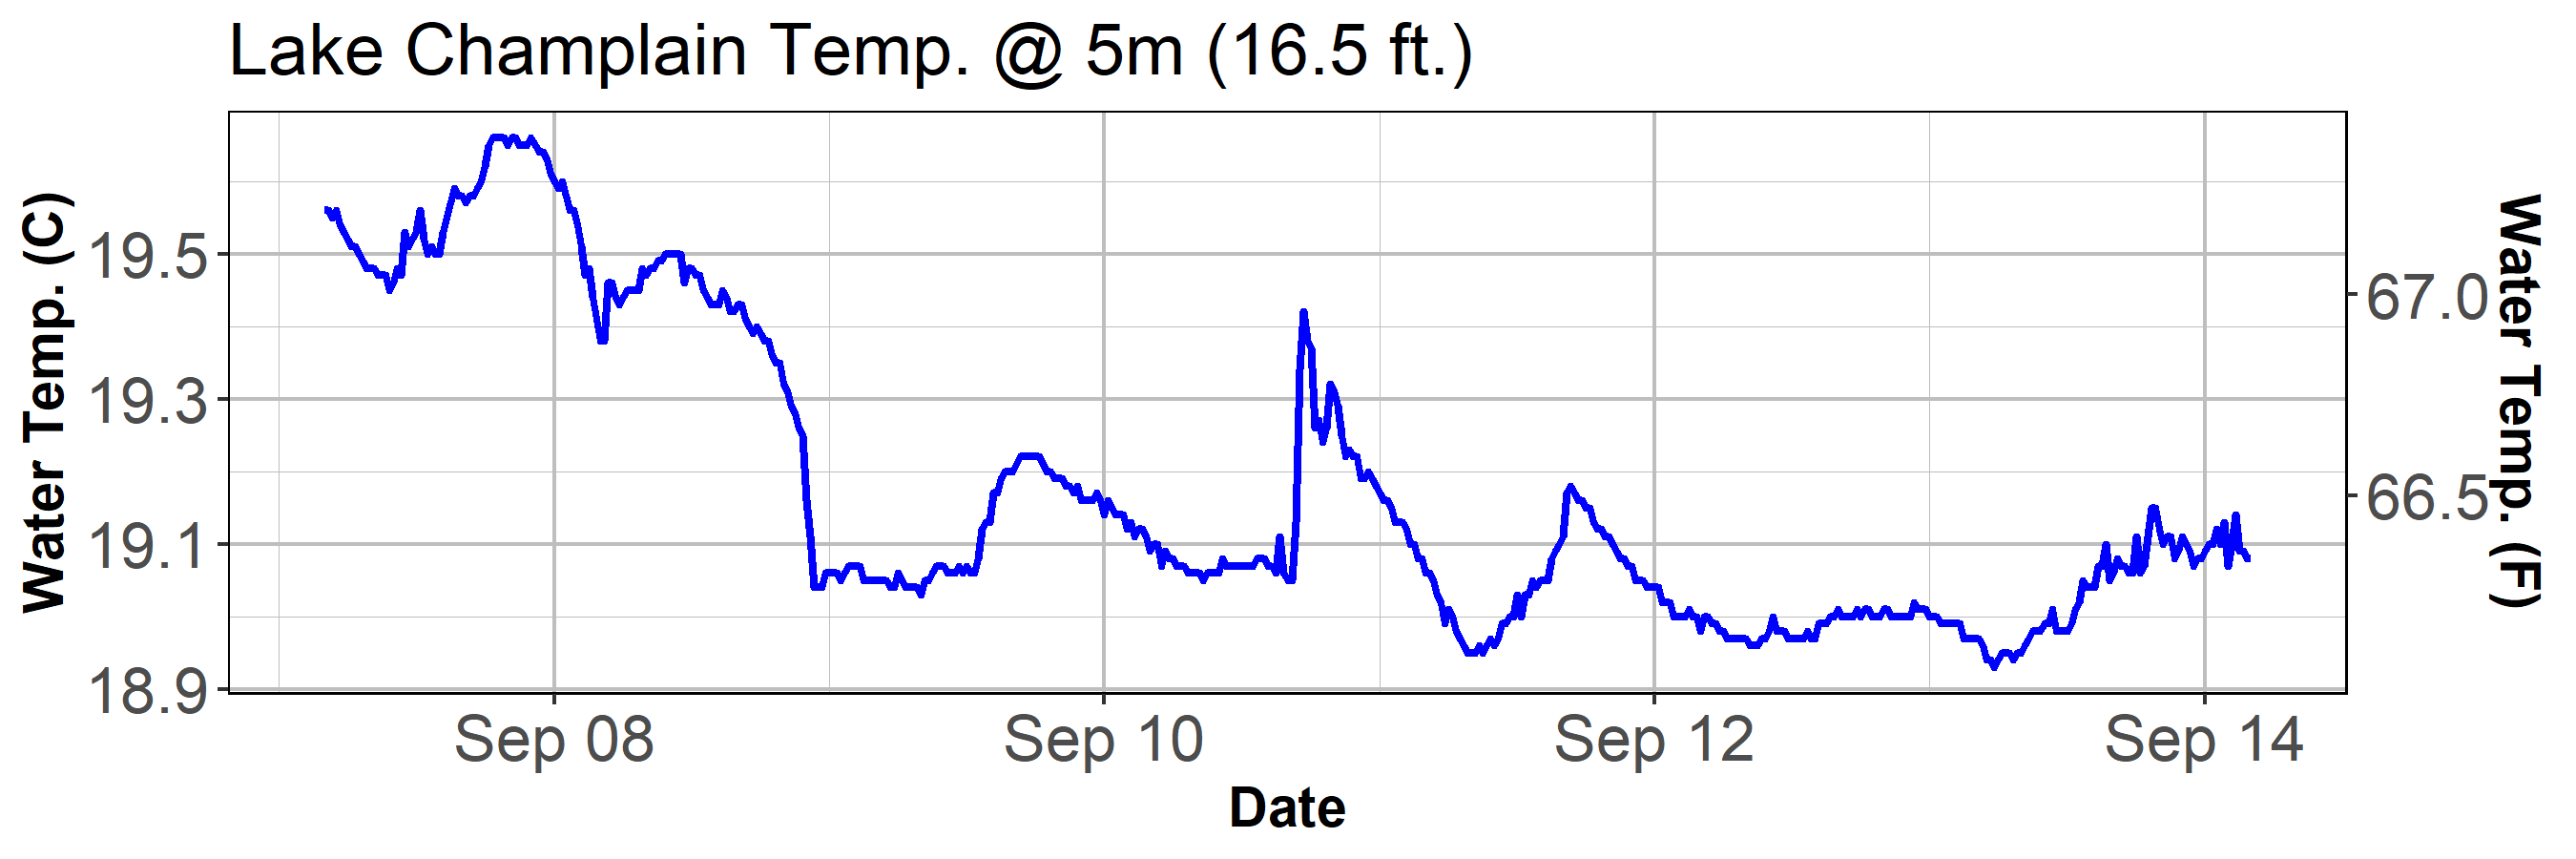 Lake Champlain Temp. @ 5m (16.5 ft.)
Water Temp. (C)
19.5
19.3
19.1
18.9
67.0
66.5
Water Temp. (F)
Sep 08 Sep 10 Sep 12 Sep 14
Date